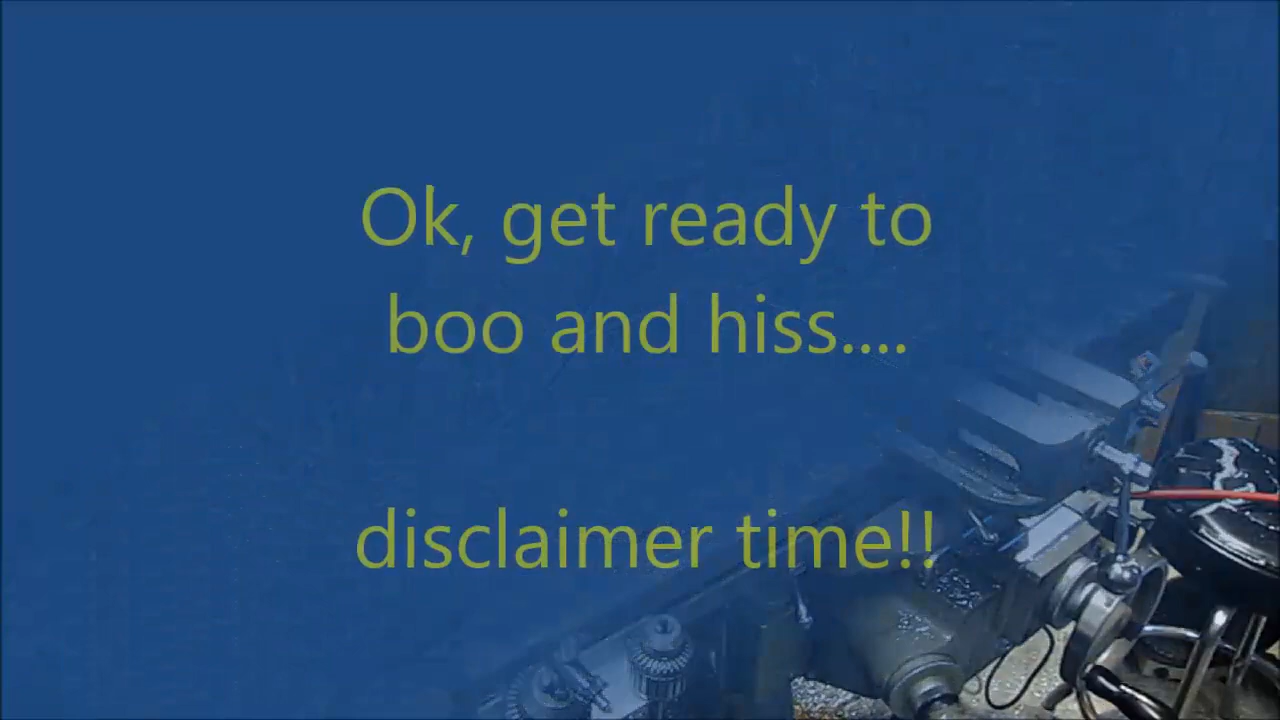 Ok, get ready to
boo and hiss....
disclaimer time!!